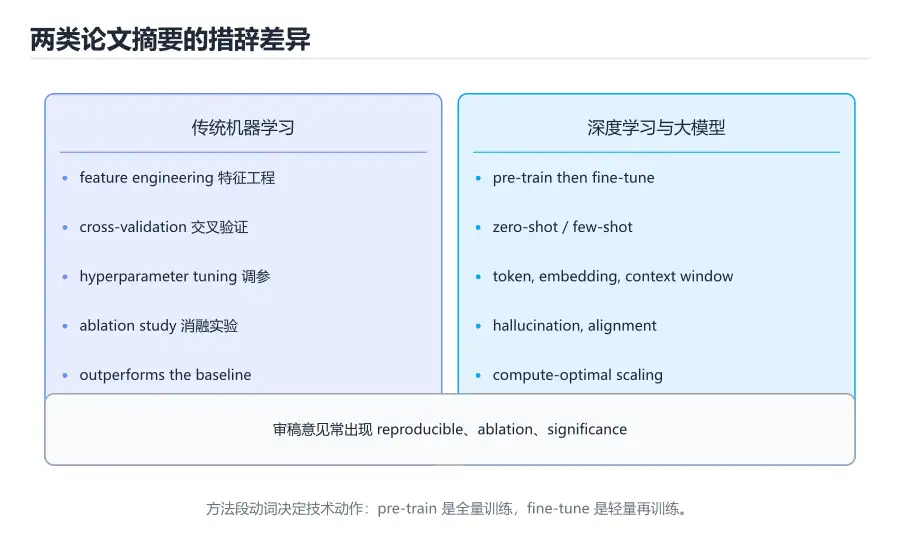 两类论文摘要的措辞差异
传统机器学习
• feature engineering 特征工程
• cross-validation 交叉验证
• hyperparameter tuning 调参
• ablation study 消融实验
• outperforms the baseline
深度学习与大模型
• pre-train then fine-tune
• zero-shot / few-shot
• token, embedding, context window
• hallucination, alignment
• compute-optimal scaling
审稿意见常出现 reproducible、ablation、significance
方法段动词决定技术动作：pre-train 是全量训练，fine-tune 是轻量再训练。